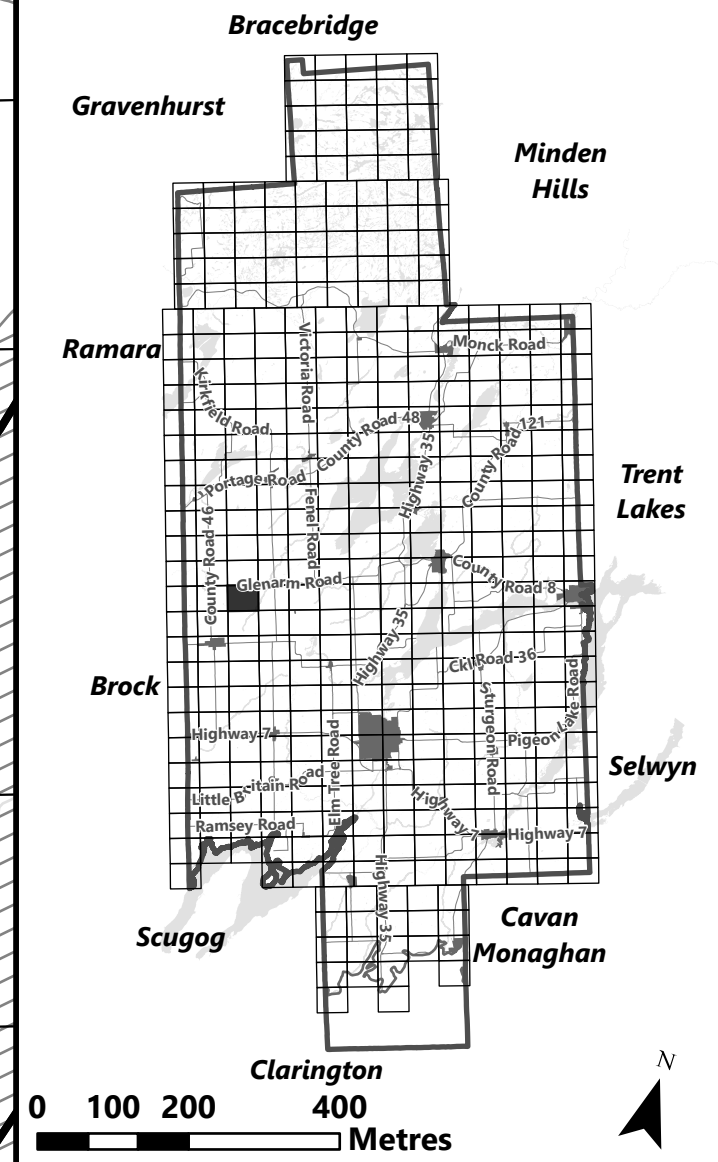 Bracebridge
Gravenhurst
Minden
Hills
Ramara
Monck Road
Victoria Road
Kirkfield Road
County Road 48
121
County Road
Highway 35
Portage Road
Trent
Lakes
Fenel Road
County Road 46
Glenarm Road
County Road 8
Highway 35
Ckl Road 36
Brock
Sturgeon Road
Pigeon Lake Road
Highway 7
Elm Tree Road
Selwyn
Little Britain Road
Highway 7
Ramsey Road
Highway 7
Highway 35
Scugog
Cavan
Monaghan
Clarington
N
0 100 200 400
Metres